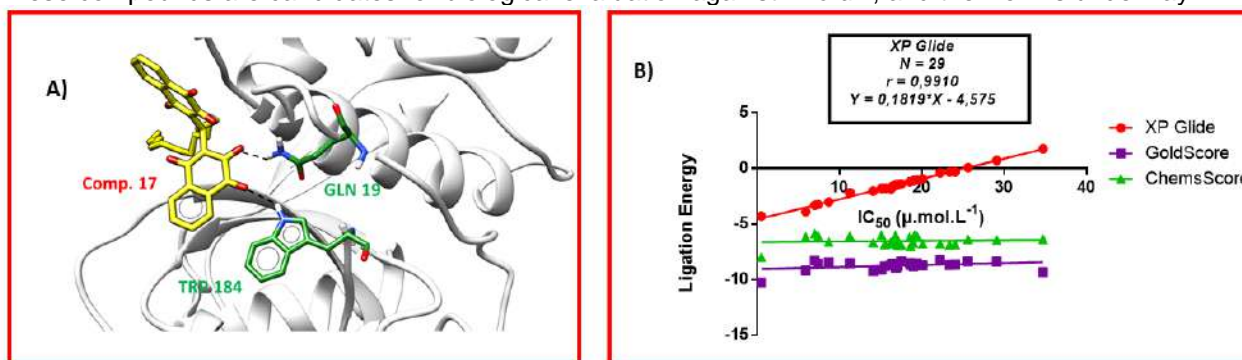 A)
Comp. 17
GLN 19
TRP 184
B)
XP Glide
N = 29
r = 0,9910
Y = 0,1819*X - 4,575
5
0
-5
-10
-15
10
20
30
40
IC50 (µ.mol.L-1)
Ligation Energy
XP Glide
GoldScore
ChemsScore